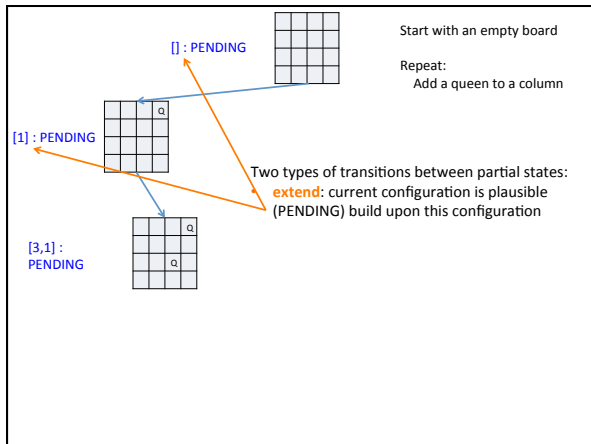 [] : PENDING
Start with an empty board
Repeat:
Add a queen to a column
Q
[1] : PENDING
Two types of transitions between partial states:
• extend: current configuration is plausible
(PENDING) build upon this configuration
Q
[3,1] :
PENDING
Q